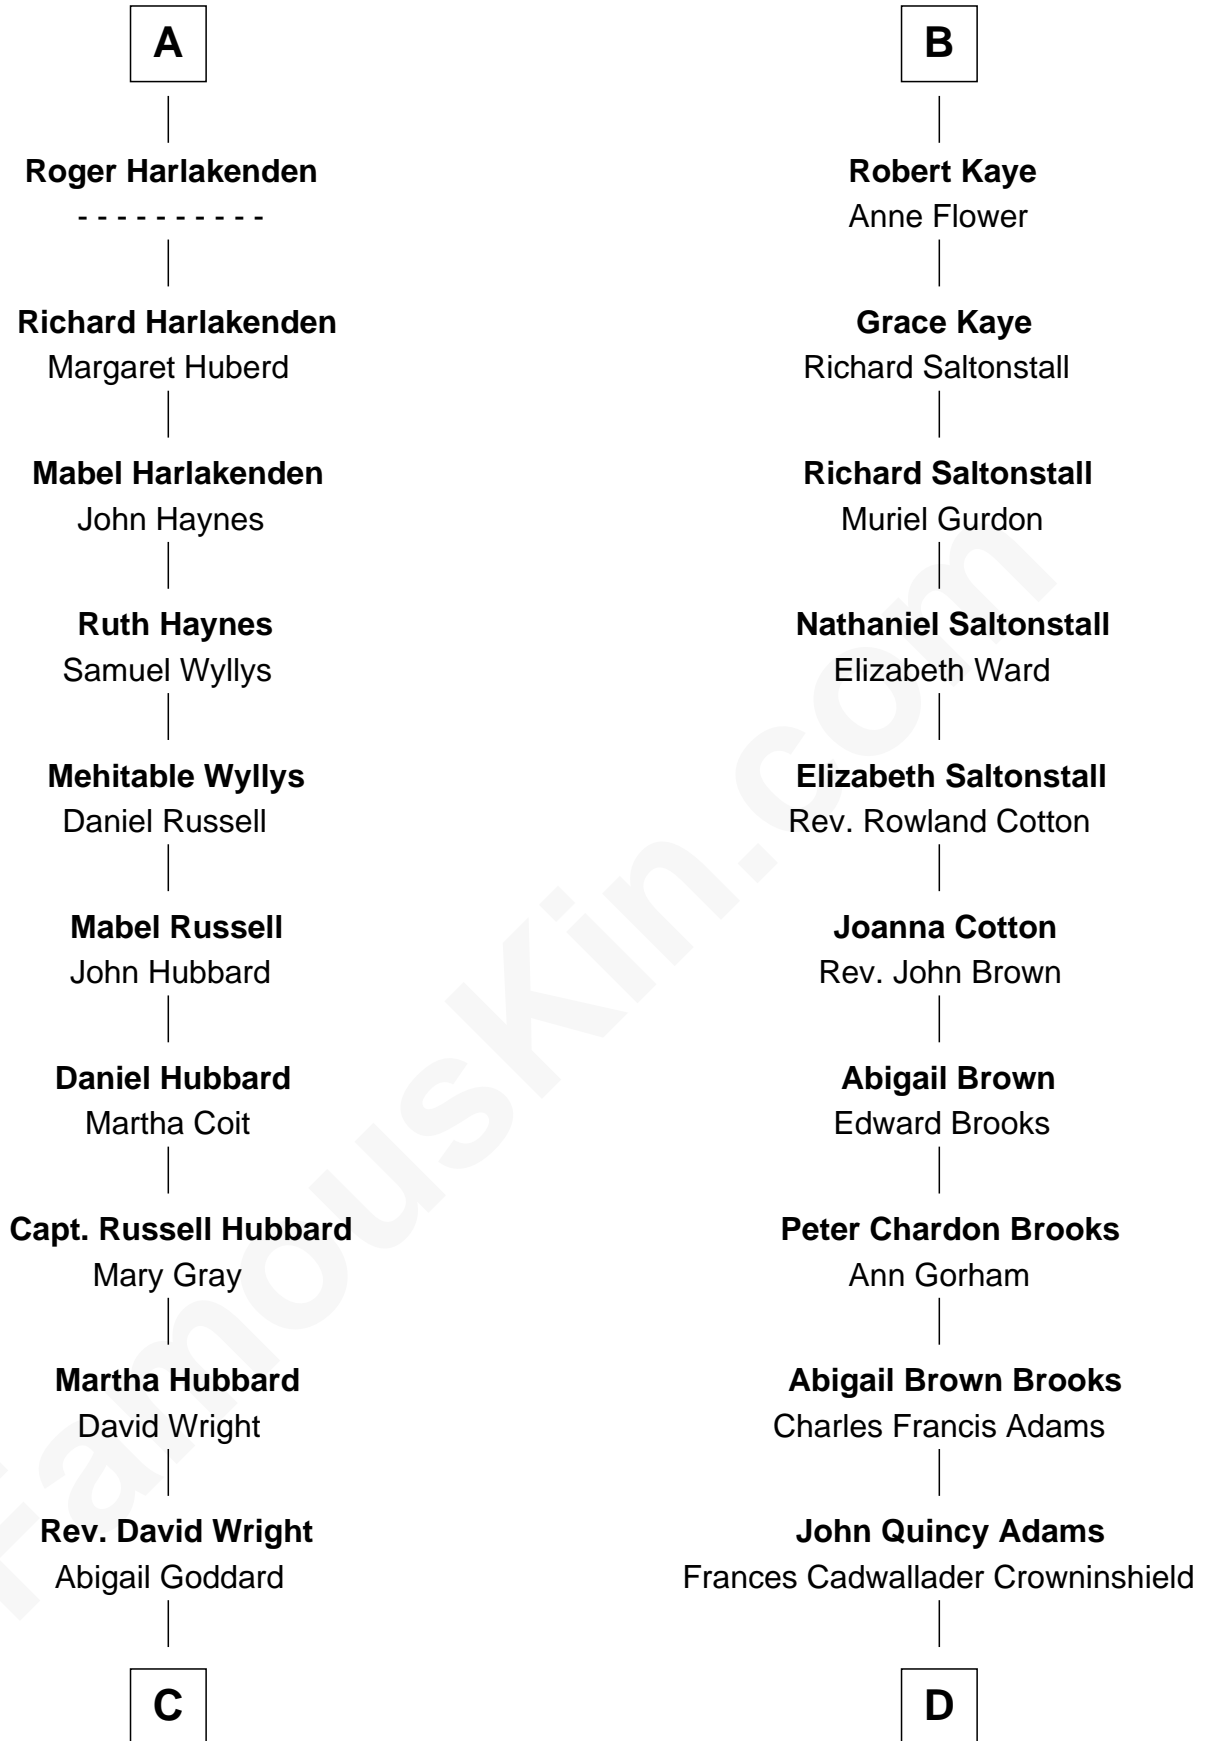 A
Roger Harlakenden
- - - - - - - - - -
Richard Harlakenden
Margaret Huberd
Mabel Harlakenden
John Haynes
Ruth Haynes
Samuel Wyllys
Mehitable Wyllys
Daniel Russell
Mabel Russell
John Hubbard
Daniel Hubbard
Martha Coit
Capt. Russell Hubbard
Mary Gray
Martha Hubbard
David Wright
Rev. David Wright
Abigail Goddard
C
B
Robert Kaye
Anne Flower
Grace Kaye
Richard Saltonstall
Richard Saltonstall
Muriel Gurdon
Nathaniel Saltonstall
Elizabeth Ward
Elizabeth Saltonstall
Rev. Rowland Cotton
Joanna Cotton
Rev. John Brown
Abigail Brown
Edward Brooks
Peter Chardon Brooks
Ann Gorham
Abigail Brown Brooks
Charles Francis Adams
John Quincy Adams
Frances Cadwallader Crowninshield
D
FamousKin.com